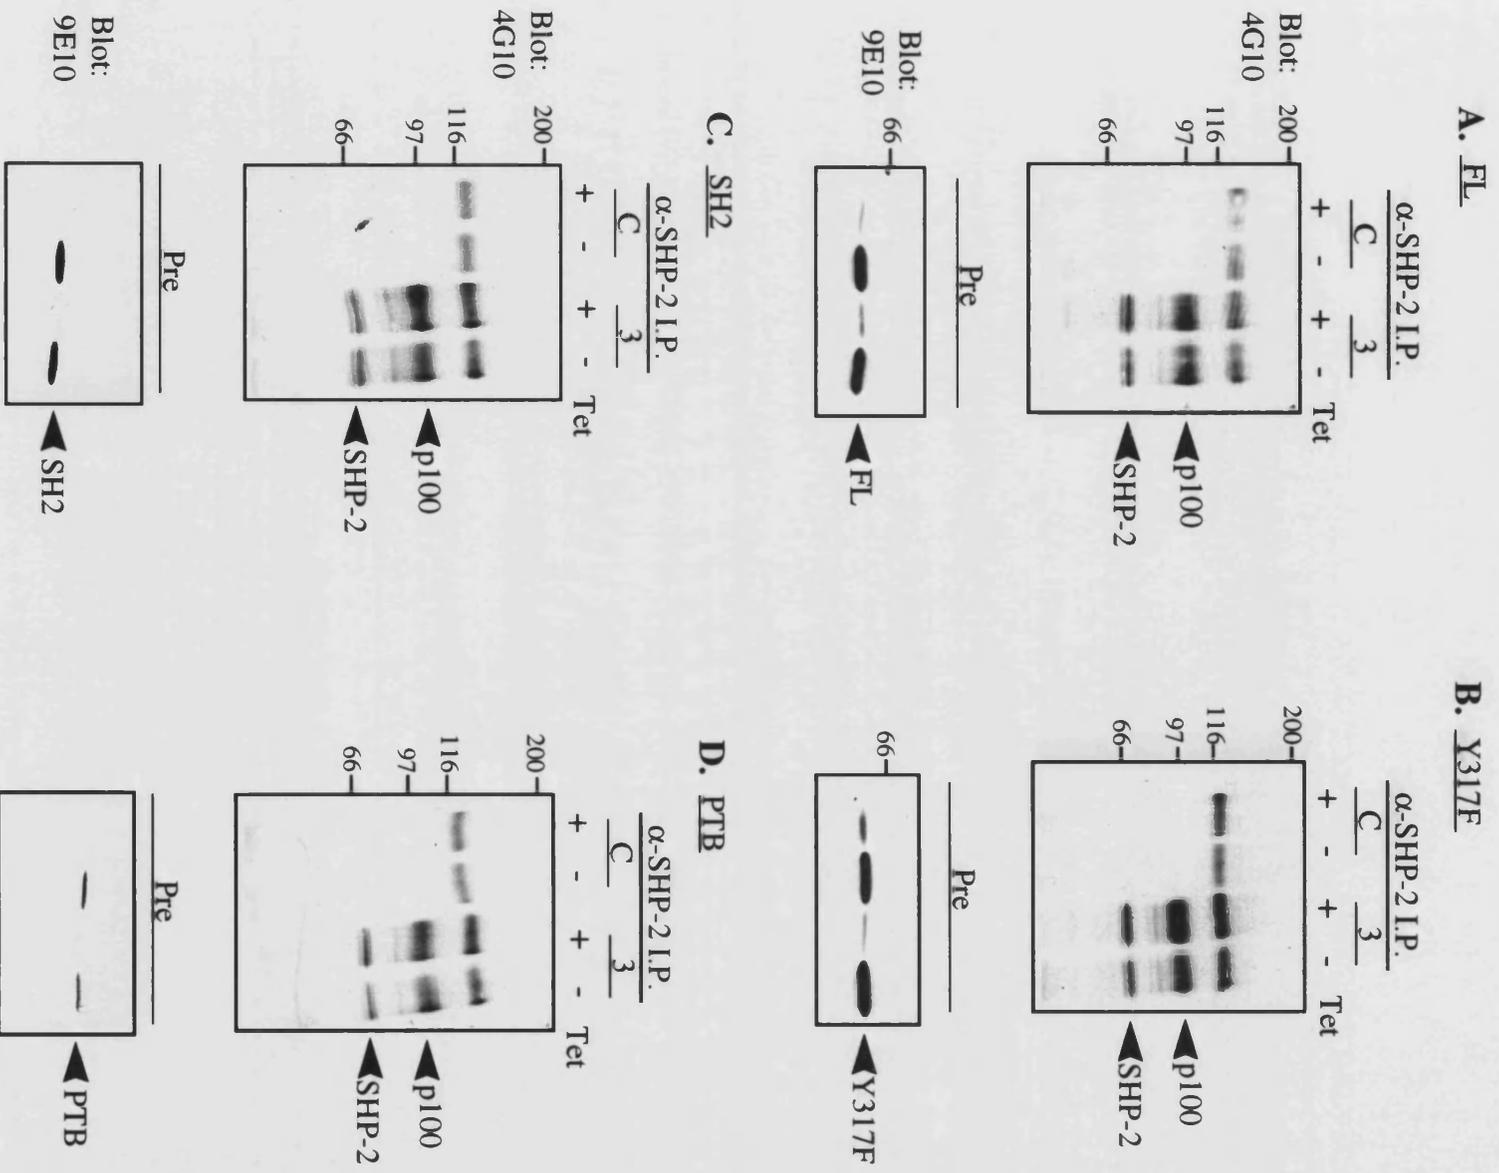 A. FL
α-SHP-2 I.P.
C 3
+ - + - Tet
Blot:
4G10
200
116
97
66
p100
SHP-2
Pre
Blot:
9E10
66
FL
B. Y317F
α-SHP-2 I.P.
C 3
+ - + - Tet
200
116
97
66
p100
SHP-2
Pre
66
Y317F
C. SH2
α-SHP-2 I.P.
C 3
+ - + - Tet
Blot:
4G10
200
116
97
66
p100
SHP-2
Pre
Blot:
9E10
SH2
D. PTB
α-SHP-2 I.P.
C 3
+ - + - Tet
200
116
97
66
p100
SHP-2
Pre
PTB